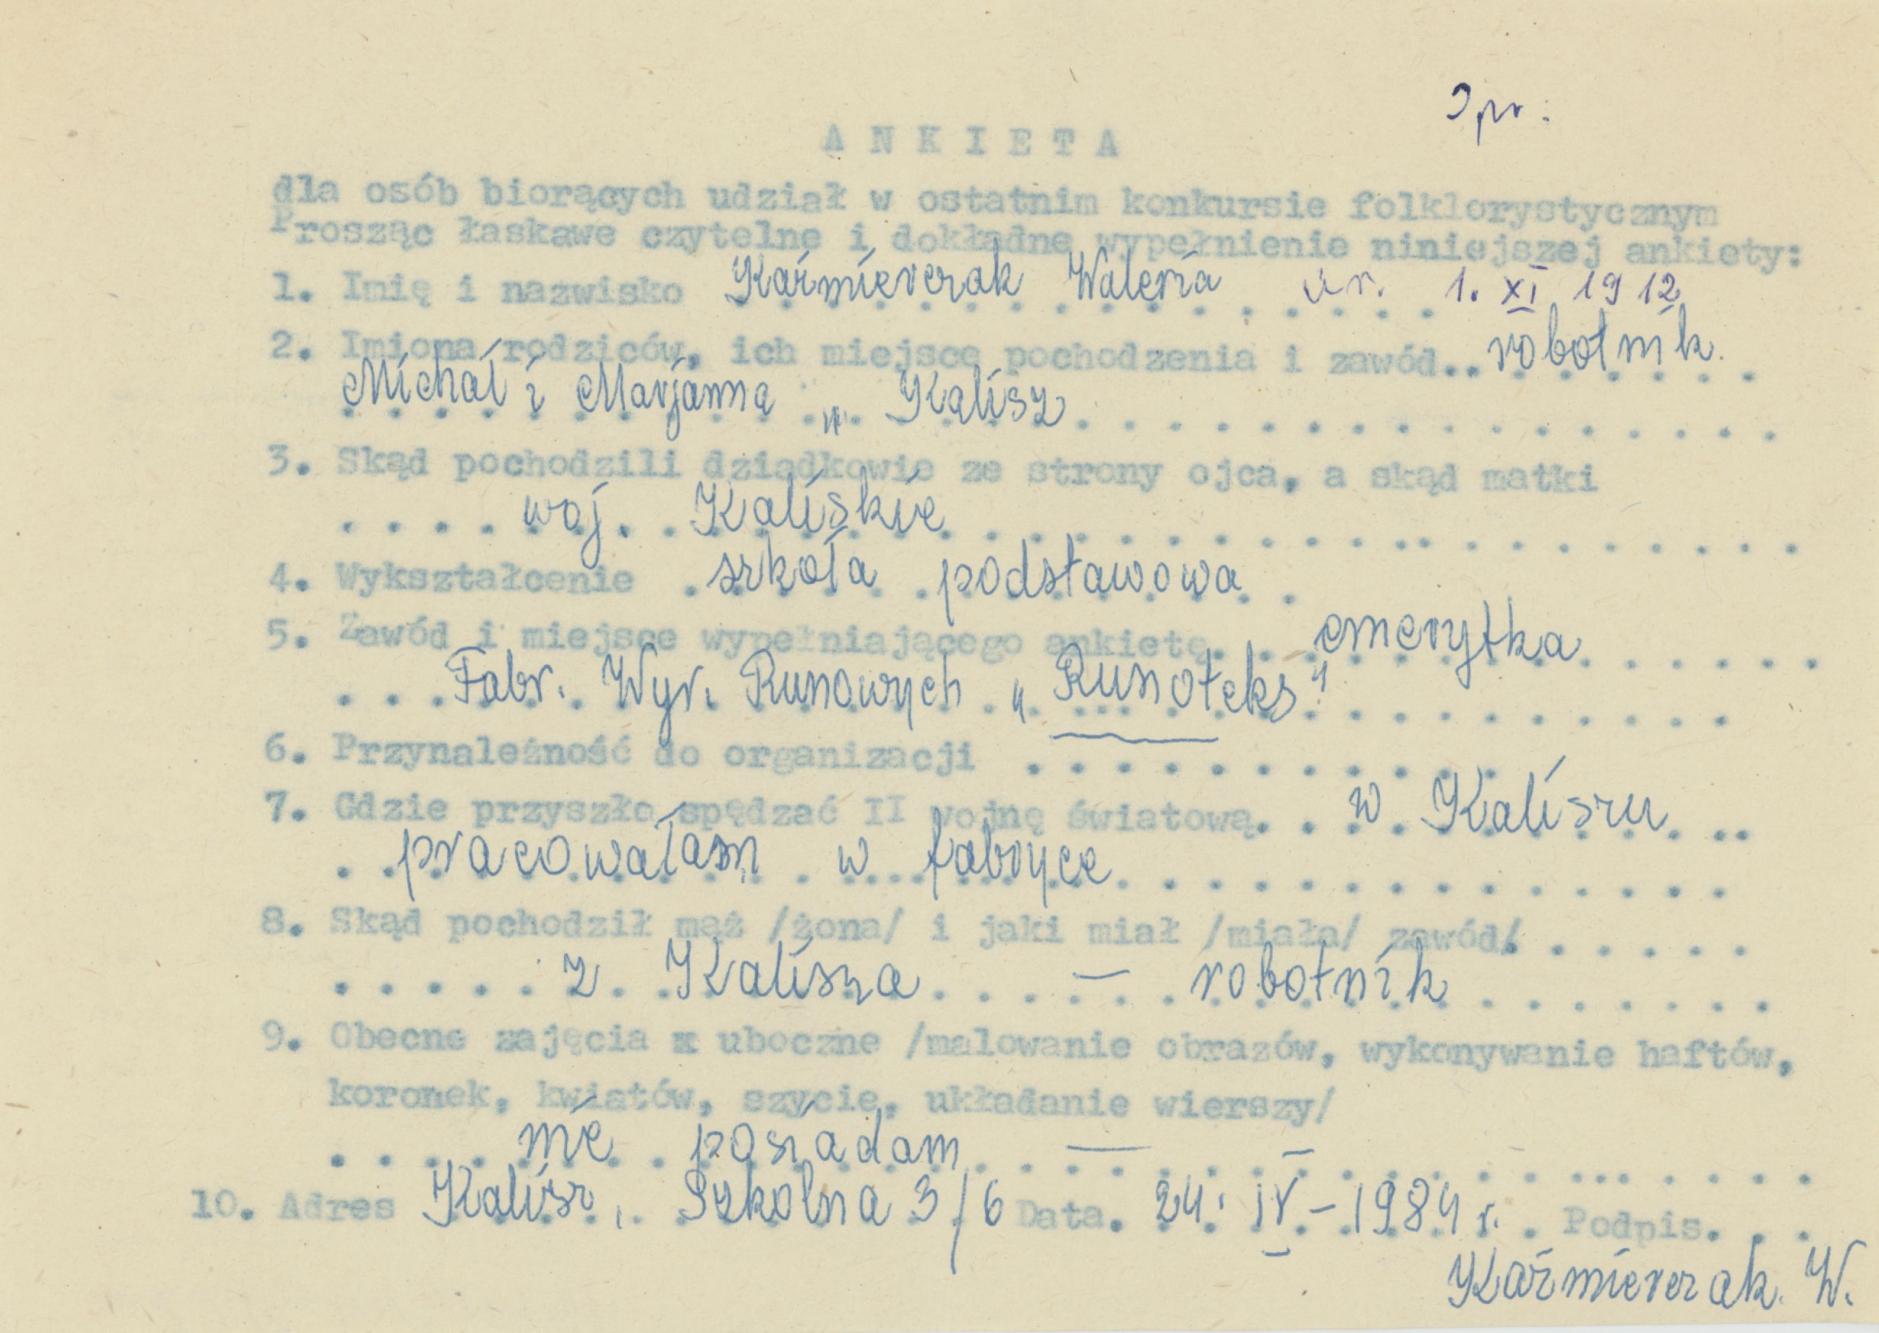 3 pr.
ANKIETA
dla osób biorących udział w ostatnim konkursie folklorystycznym
Prosząc łaskawe czytelne i dokładne wypełnienie niniejszej ankiety:
1. Imię i nazwisko Kaźmierczak Waleria ur. 1. XI 1912
2. Imiona rodziców, ich miejsce pochodzenia i zawód.. robotnik.
Michał i Marjanna " Kalisz
3. Skąd pochodzili dziadkowie ze strony ojca, a skąd matki
woj. Kaliskie
4. Wykształcenie szkoła podstawowa
5. Zawód i miejsce wypełniającego ankietę. emerytka
Fabr. Wyr. Runowych „Runoteks"
6. Przynależność do organizacji
7. Gdzie przyszło spędzać II wojnę światową. w Kaliszu
pracowałam w fabryce
8. Skąd pochodził mąż /żona/ i jaki miał /miała/ zawód/
z Kalisza — robotnik
9. Obecne zajęcia x uboczne /malowanie obrazów, wykonywanie haftów,
koronek, kwiatów, szycie, układanie wierszy/
nie posiadam — –
10. Adres Kalisz, Szkolna 3/6 Data. 24. IV – 1984 r. Podpis.
Kaźmierczak W.